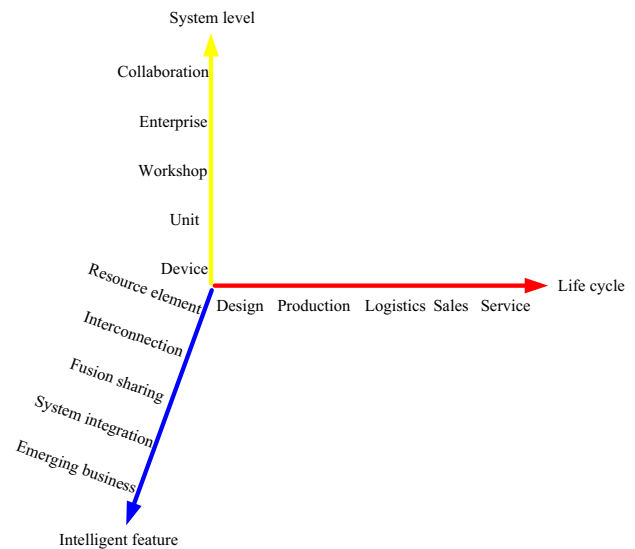 System level
Collaboration
Enterprise
Workshop
Unit
Device
Life cycle
Design Production Logistics Sales Service
Resource element
Interconnection
Fusion sharing
System integration
Emerging business
Intelligent feature